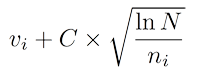 $v_i + C \times \sqrt{\frac{\ln N}{n_i}}$